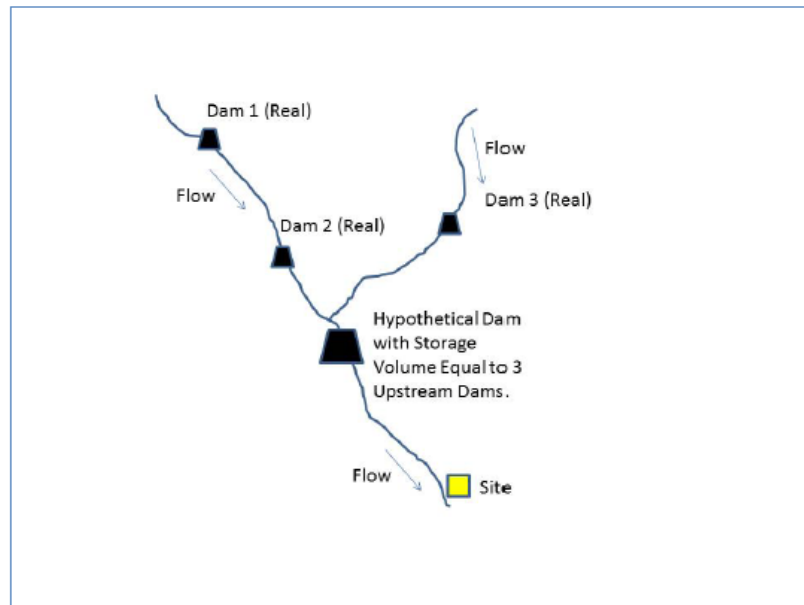 Dam 1 (Real)
Flow
Flow
Dam 3 (Real)
Dam 2 (Real)
Hypothetical Dam
with Storage
Volume Equal to 3
Upstream Dams.
Flow
Site